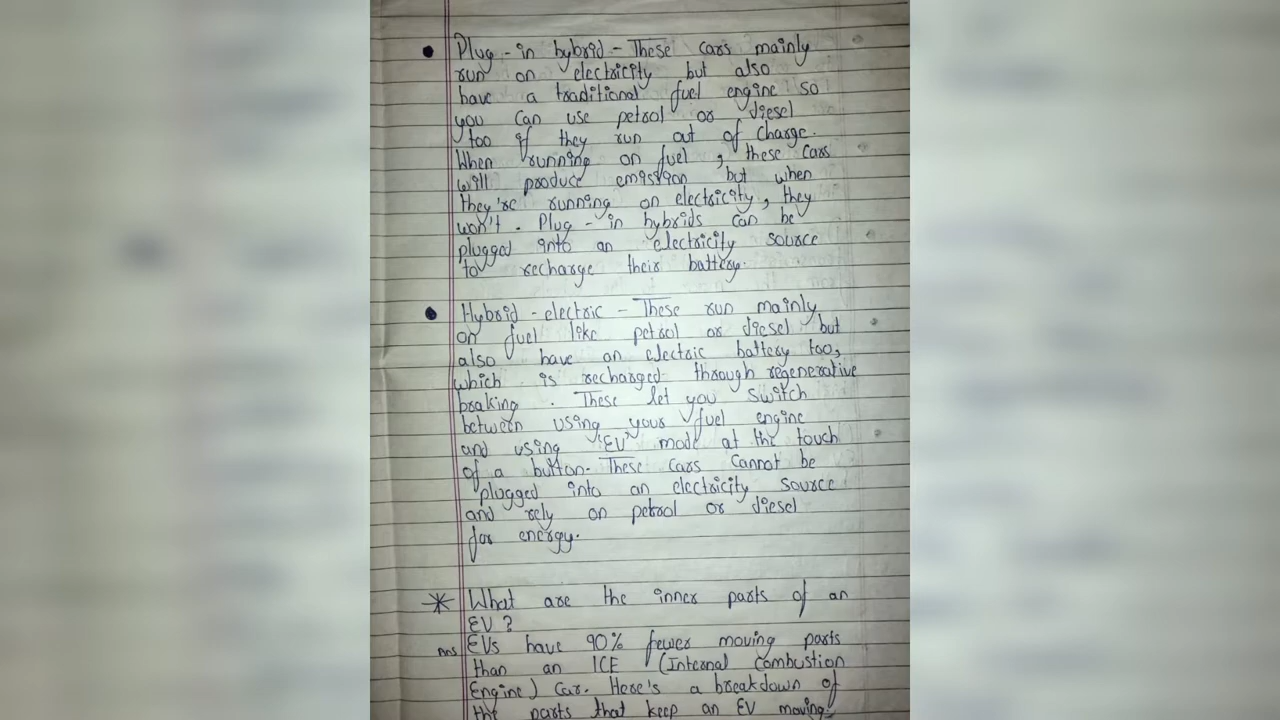 • Plug - in hybrid - These cars mainly
run on electricity but also
have a traditional fuel engine so
you can use petrol or diesel
too if they run out of charge.
When running on fuel , these cars
will produce emission but when
they're running on electricity, they
won't . Plug - in hybrids can be
plugged into an electricity source
to recharge their battery.
• Hybrid - electric - These run mainly
on fuel like petrol or diesel but
also have an electric battery too,
which is recharged through regenerative
braking . These let you switch
between using your fuel engine
and using 'EV' mode at the touch
of a button. These cars cannot be
plugged into an electricity source
and rely on petrol or diesel
for energy.
* What are the inner parts of an
EV ?
ans EVs have 90% fewer moving parts
than an ICE (Internal Combustion
Engine) Car. Here's a breakdown of
the parts that keep an EV moving: